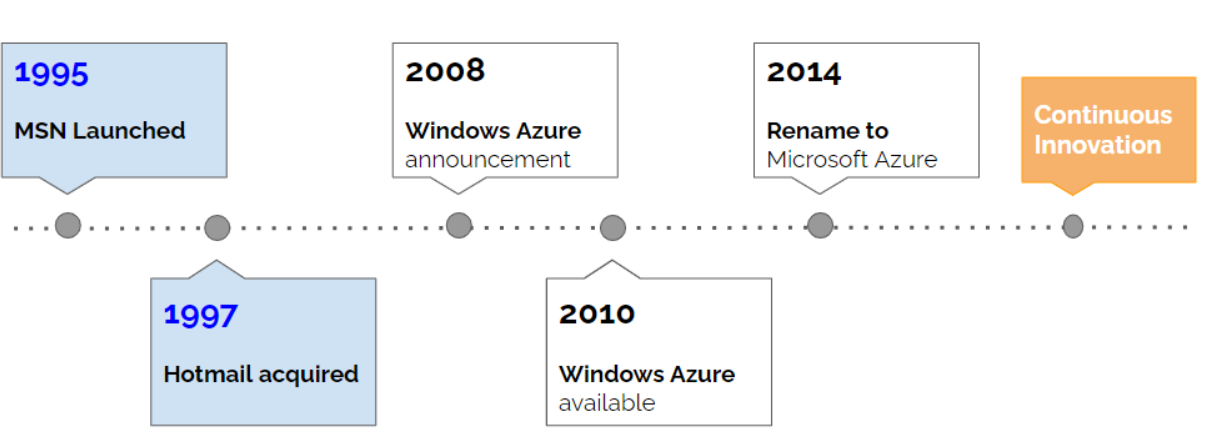 1995
MSN Launched
1997
Hotmail acquired
2008
Windows Azure
announcement
2010
Windows Azure
available
2014
Rename to
Microsoft Azure
Continuous
Innovation